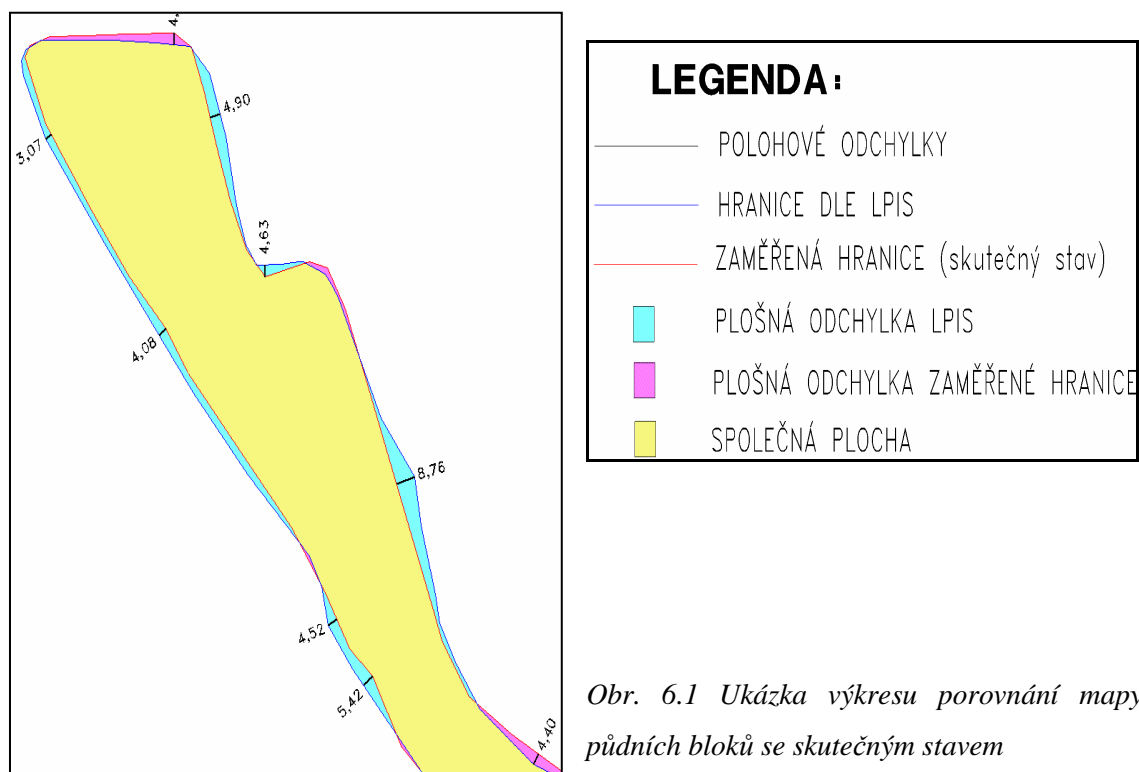 4,90
3,07
4,63
4,08
8,76
4,52
5,42
4,40
LEGENDA:
POLOHOVÉ ODCHYLKY
HRANICE DLE LPIS
ZAMĚŘENÁ HRANICE (skutečný stav)
PLOŠNÁ ODCHYLKA LPIS
PLOŠNÁ ODCHYLKA ZAMĚŘENÉ HRANICE
SPOLEČNÁ PLOCHA
Obr. 6.1 Ukázka výkresu porovnání mapy
půdních bloků se skutečným stavem